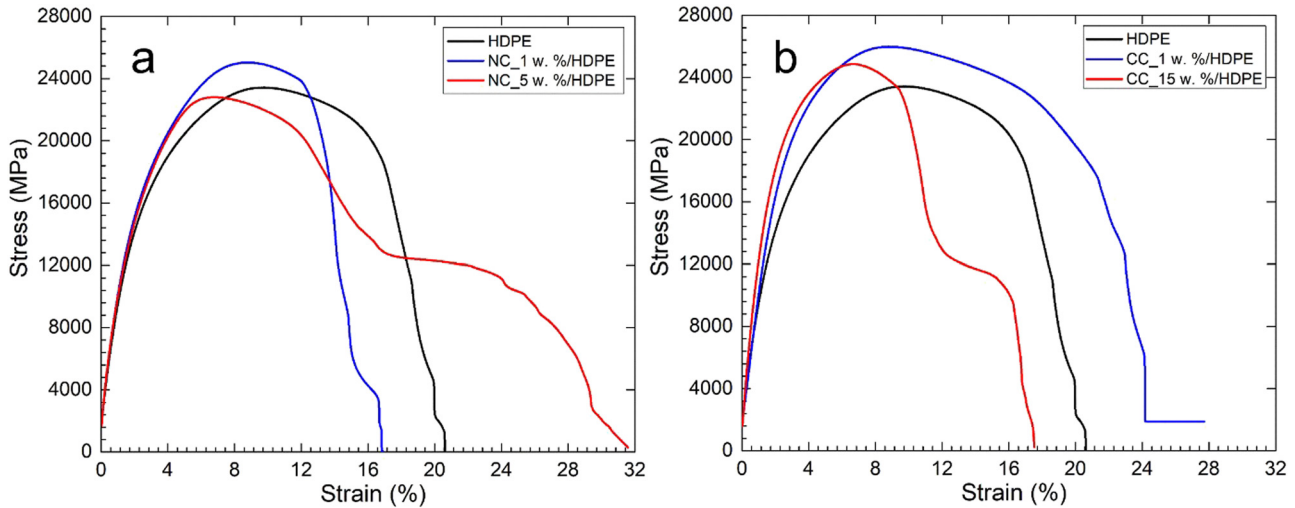 a
HDPE
NC_1 w. %/HDPE
NC_5 w. %/HDPE
28000
24000
20000
16000
12000
8000
4000
0
Stress (MPa)
0 4 8 12 16 20 24 28 32
Strain (%)
b
HDPE
CC_1 w. %/HDPE
CC_15 w. %/HDPE
28000
24000
20000
16000
12000
8000
4000
0
Stress (MPa)
0 4 8 12 16 20 24 28 32
Strain (%)